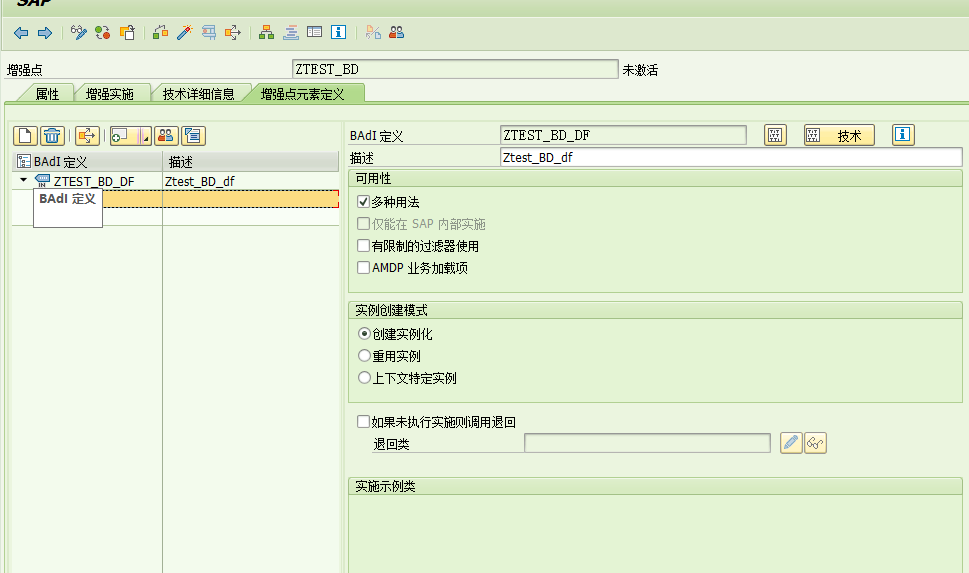 SAP
增强点 ZTEST_BD 未激活
属性 增强实施 技术详细信息 增强点元素定义
BAdI 定义 ZTEST_BD_DF 技术
BAdI 定义 描述
描述 Ztest_BD_df
可用性
ZTEST_BD_DF Ztest_BD_df
BAdI 定义
多种用法
仅能在 SAP 内部实施
有限制的过滤器使用
AMDP 业务加载项
实例创建模式
创建实例化
重用实例
上下文特定实例
如果未执行实施则调用退回
退回类
实施示例类